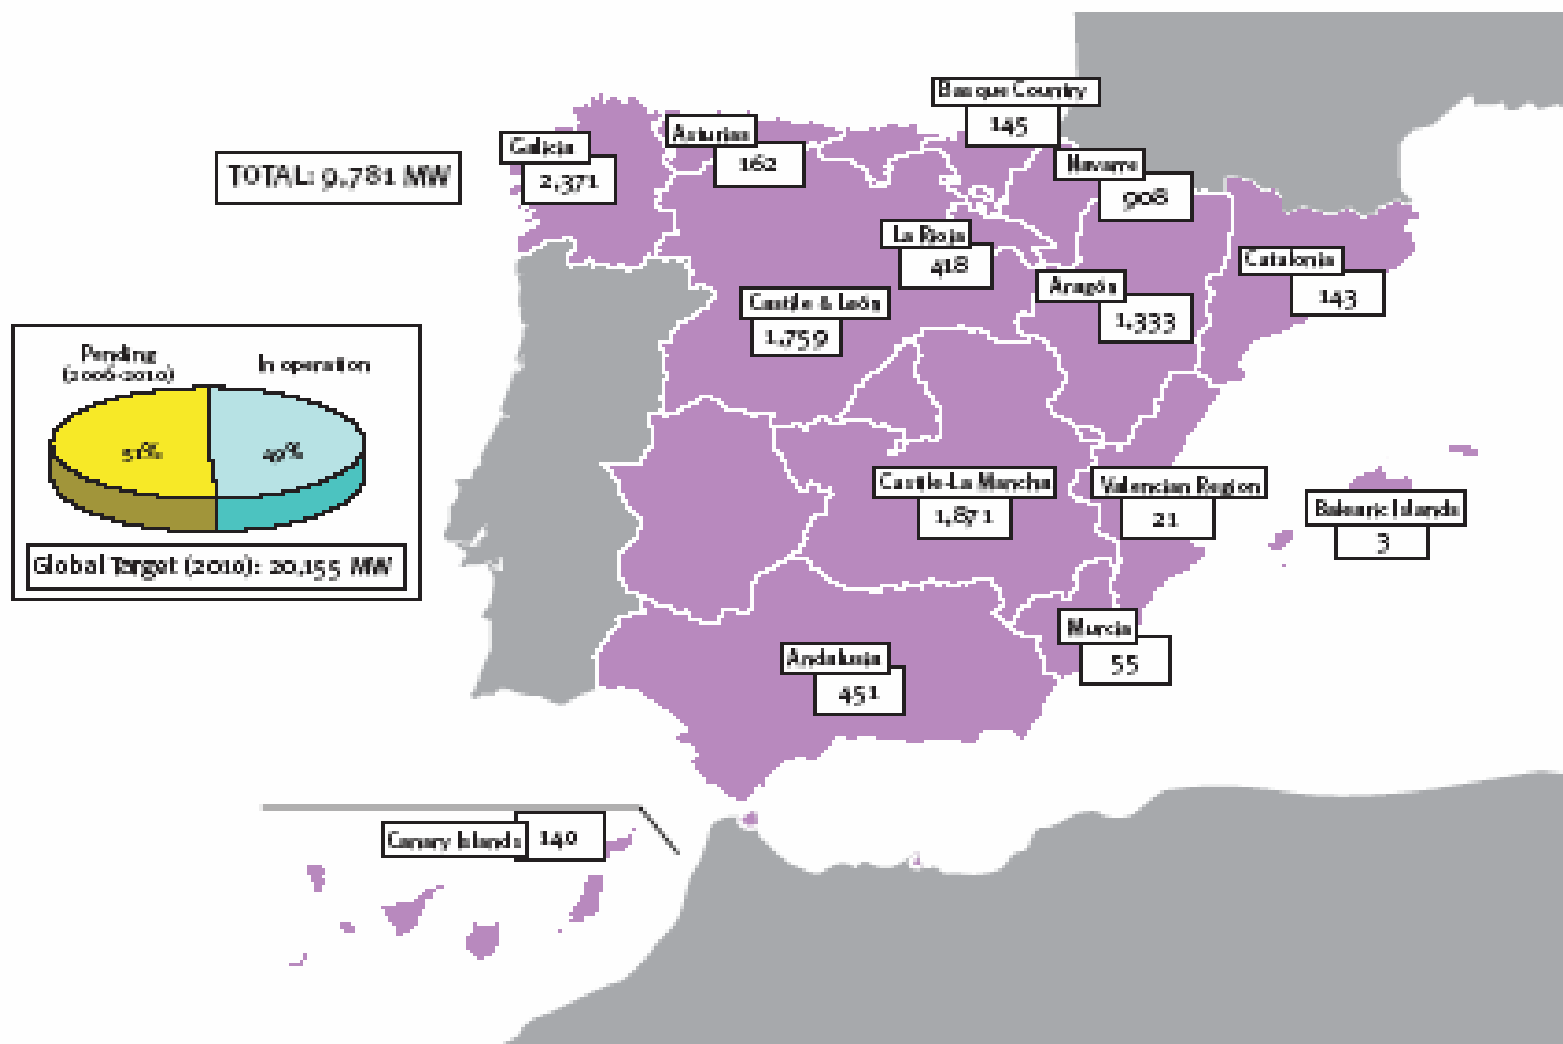 Basque Country
145
Asturias
162
Galicia
2,371
TOTAL: 9,781 MW
Navarre
908
La Rioja
418
Catalonia
143
Aragón
1,333
Castile & León
1,759
Pending
(2006-2010)
In operation
51%
49%
Global Target (2010): 20,155 MW
Castile-La Mancha
1,871
Valencian Region
21
Balearic Islands
3
Murcia
55
Andalusia
451
Canary Islands
140